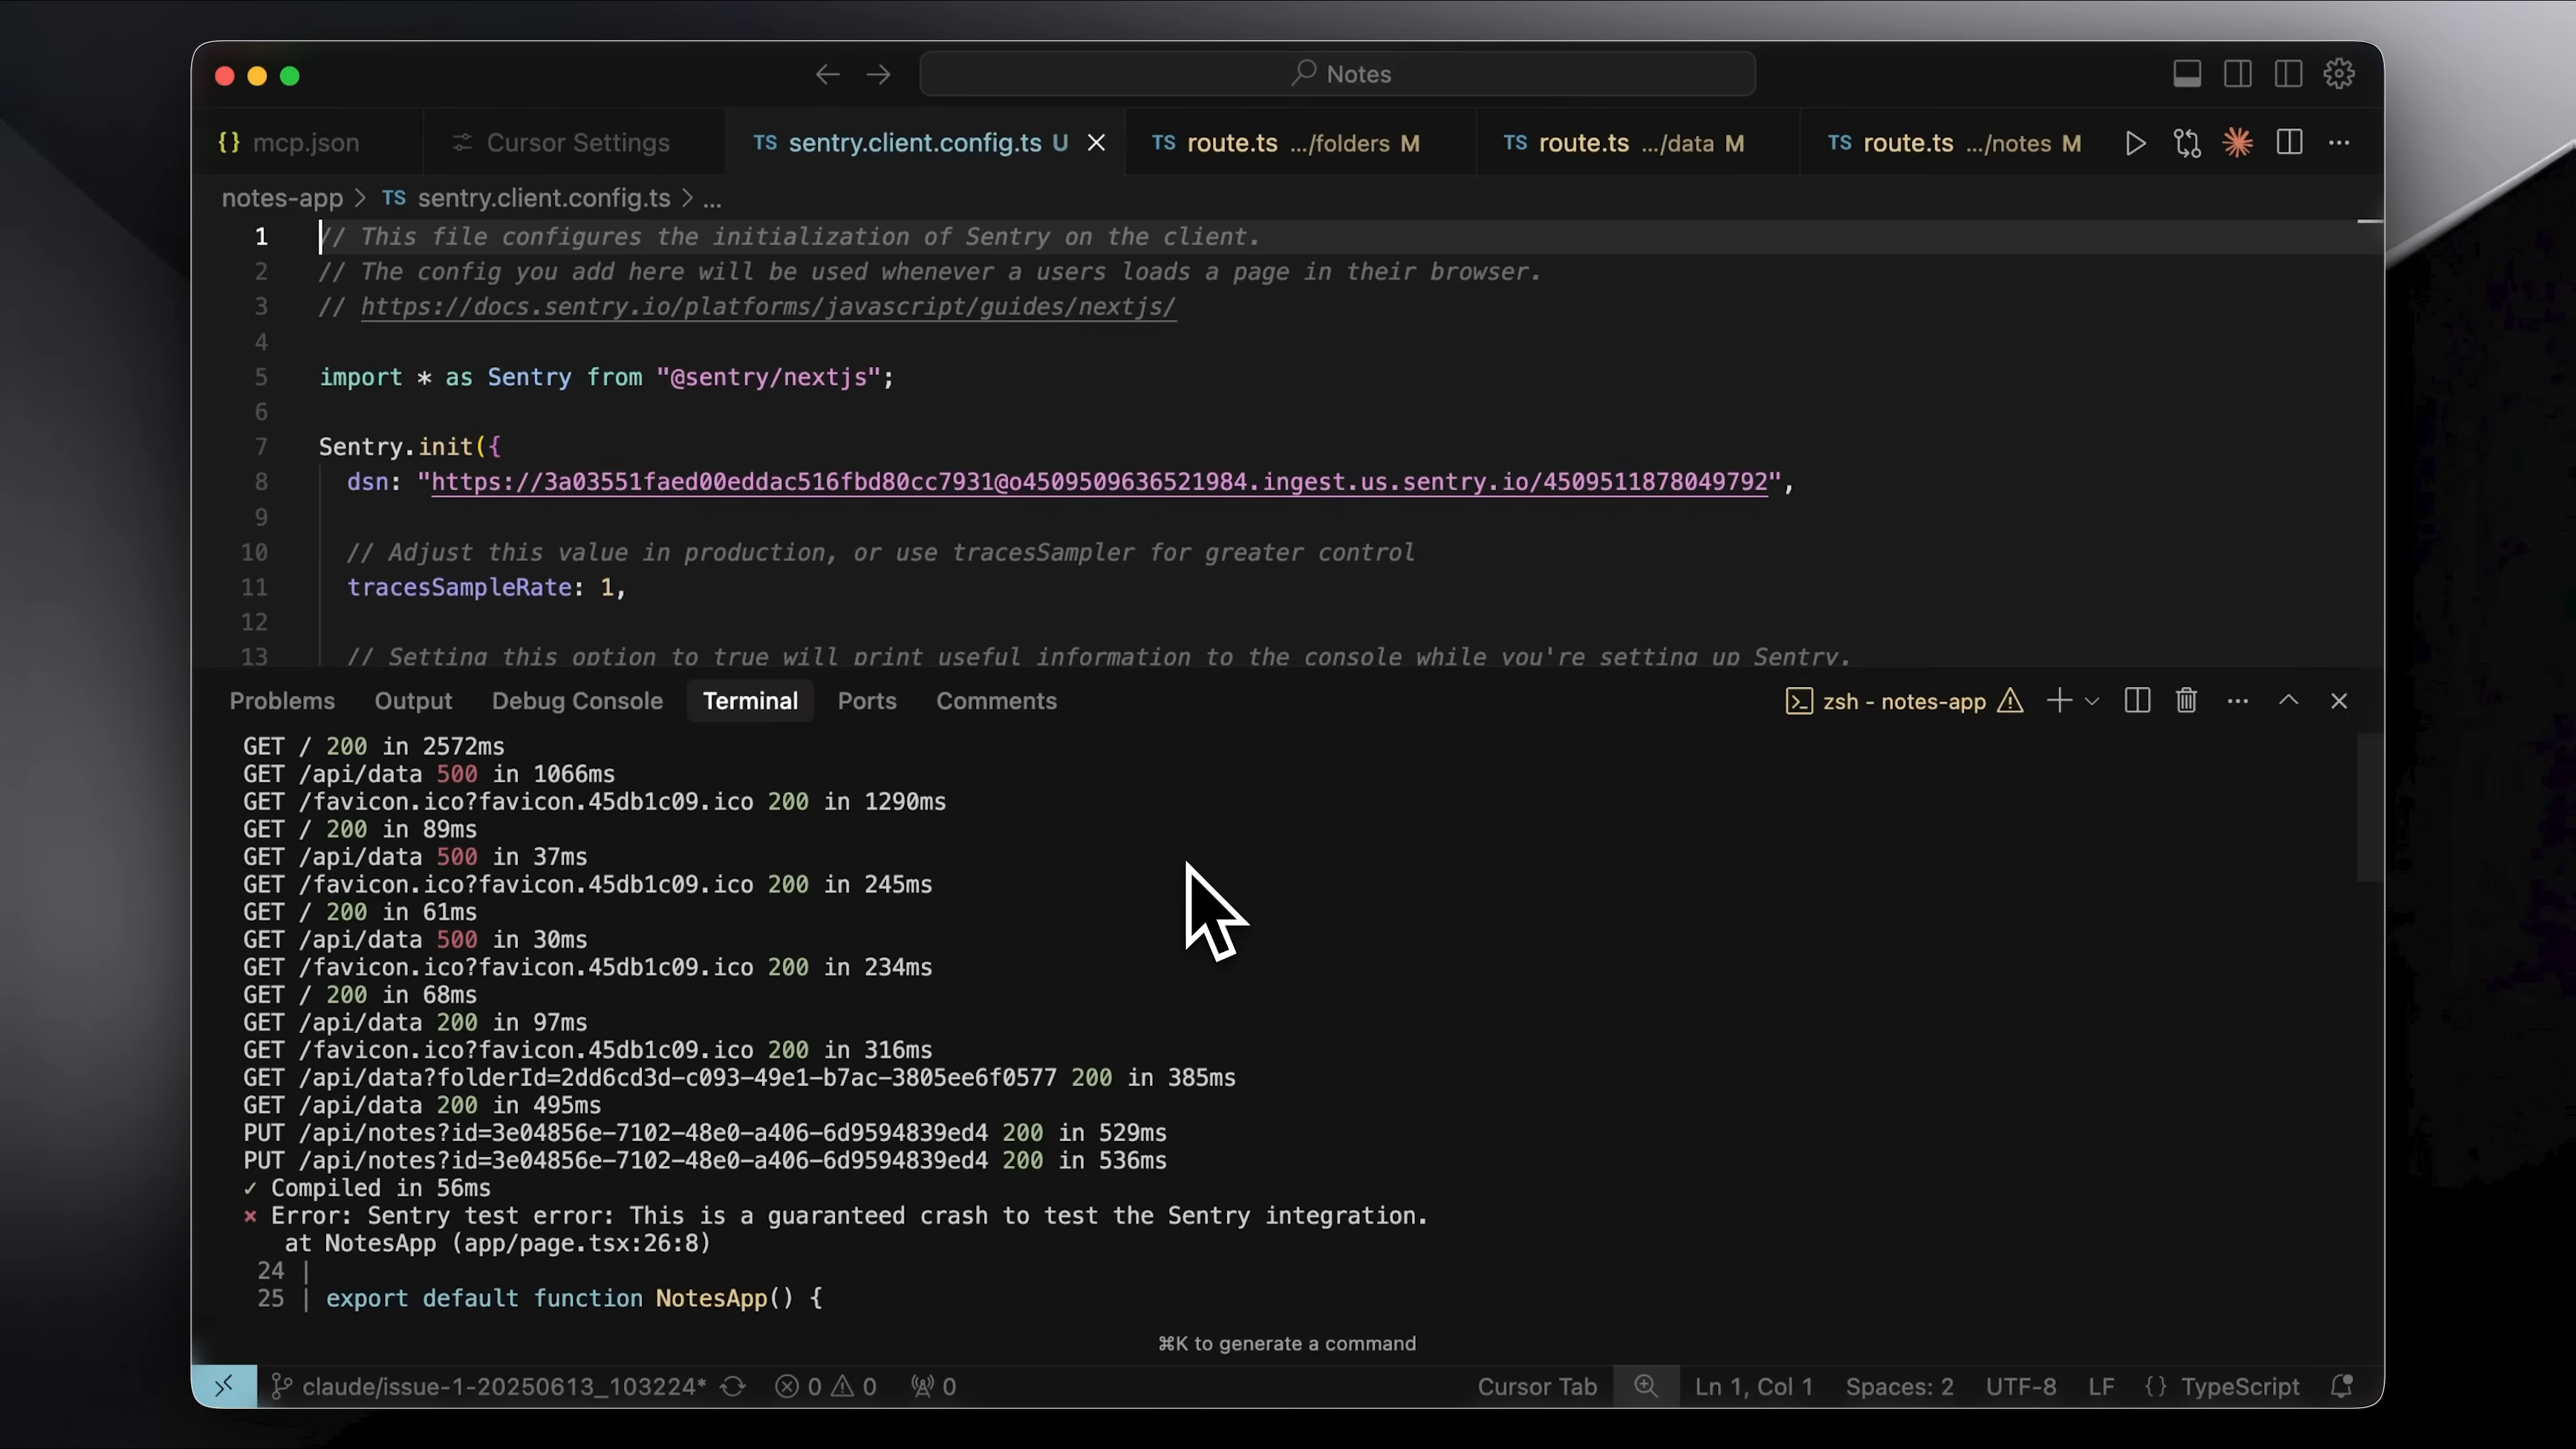 Notes
{} mcp.json
Cursor Settings
TS sentry.client.config.ts U
TS route.ts .../folders M
TS route.ts .../data M
TS route.ts .../notes M
notes-app > TS sentry.client.config.ts > ...
1 // This file configures the initialization of Sentry on the client.
2 // The config you add here will be used whenever a users loads a page in their browser.
3 // https://docs.sentry.io/platforms/javascript/guides/nextjs/
4
5 import * as Sentry from "@sentry/nextjs";
6
7 Sentry.init({
8 dsn: "https://3a03551faed00eddac516fbd80cc7931@o4509509636521984.ingest.us.sentry.io/4509511878049792",
9
10 // Adjust this value in production, or use tracesSampler for greater control
11 tracesSampleRate: 1,
12
13 // Setting this option to true will print useful information to the console while you're setting up Sentry.
Problems Output Debug Console Terminal Ports Comments zsh - notes-app
GET / 200 in 2572ms
GET /api/data 500 in 1066ms
GET /favicon.ico?favicon.45db1c09.ico 200 in 1290ms
GET / 200 in 89ms
GET /api/data 500 in 37ms
GET /favicon.ico?favicon.45db1c09.ico 200 in 245ms
GET / 200 in 61ms
GET /api/data 500 in 30ms
GET /favicon.ico?favicon.45db1c09.ico 200 in 234ms
GET / 200 in 68ms
GET /api/data 200 in 97ms
GET /favicon.ico?favicon.45db1c09.ico 200 in 316ms
GET /api/data?folderId=2dd6cd3d-c093-49e1-b7ac-3805ee6f0577 200 in 385ms
GET /api/data 200 in 495ms
PUT /api/notes?id=3e04856e-7102-48e0-a406-6d9594839ed4 200 in 529ms
PUT /api/notes?id=3e04856e-7102-48e0-a406-6d9594839ed4 200 in 536ms
✓ Compiled in 56ms
× Error: Sentry test error: This is a guaranteed crash to test the Sentry integration.
at NotesApp (app/page.tsx:26:8)
24 |
25 | export default function NotesApp() {
⌘K to generate a command
claude/issue-1-20250613_103224* 0 0 0 Cursor Tab Ln 1, Col 1 Spaces: 2 UTF-8 LF {} TypeScript